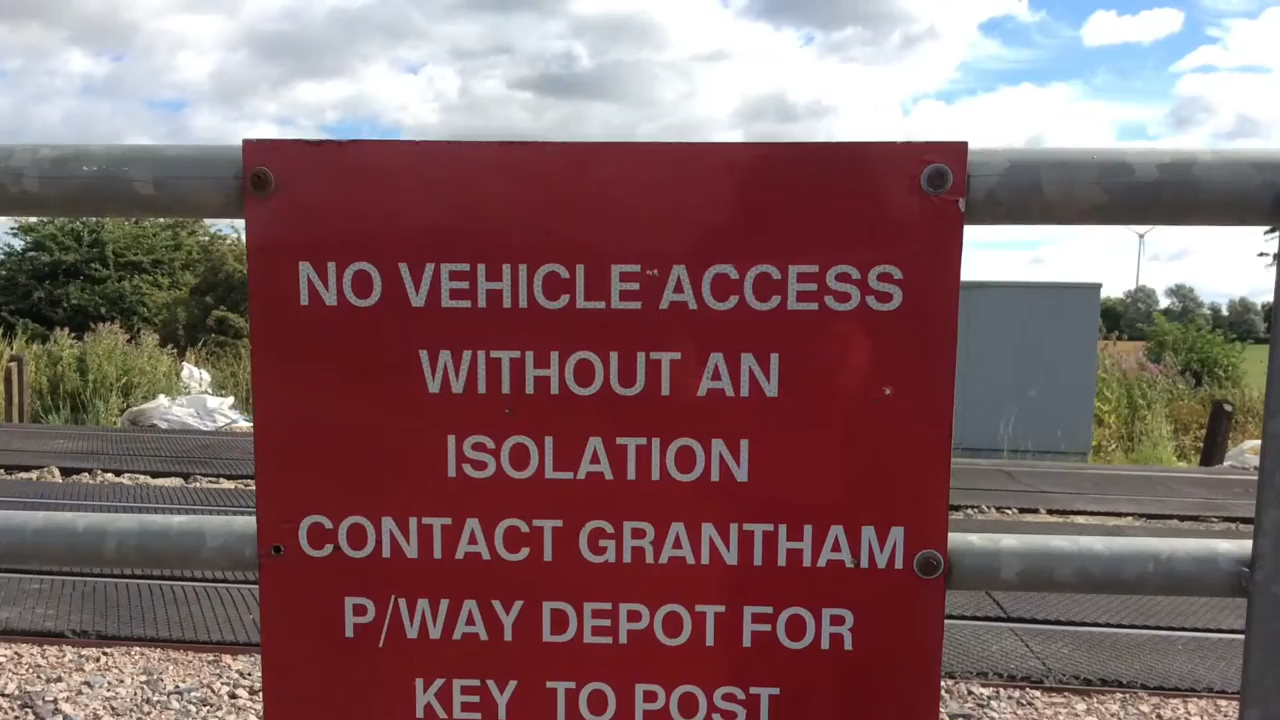 NO VEHICLE ACCESS
WITHOUT AN
ISOLATION
CONTACT GRANTHAM
P/WAY DEPOT FOR
KEY TO POST